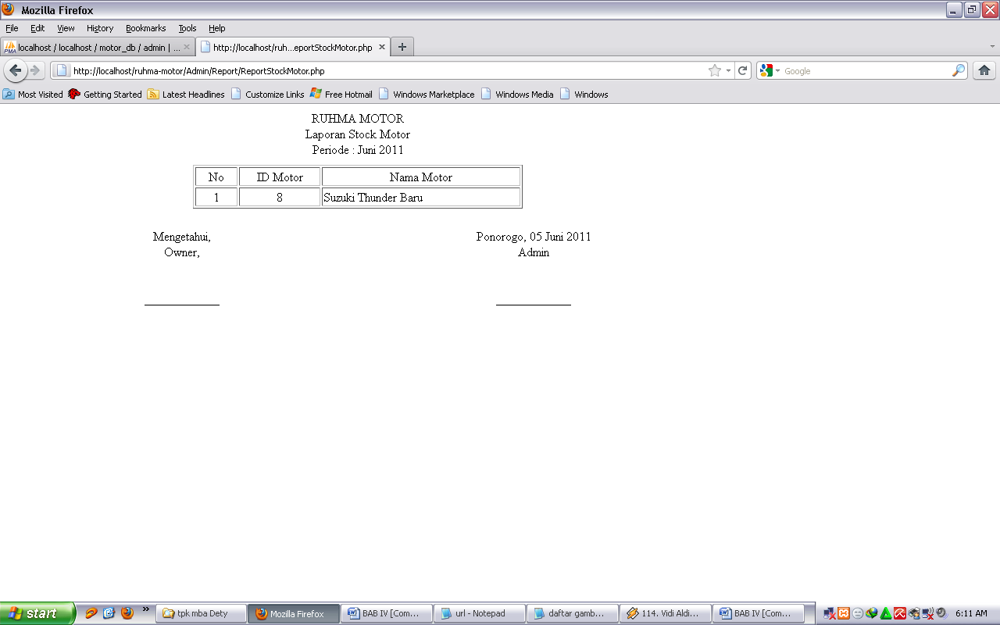 Mozilla Firefox
File Edit View History Bookmarks Tools Help
PMA localhost / localhost / motor_db / admin | ... http://localhost/ruh...eportStockMotor.php
http://localhost/ruhma-motor/Admin/Report/ReportStockMotor.php Google
Most Visited Getting Started Latest Headlines Customize Links Free Hotmail Windows Marketplace Windows Media Windows
RUHMA MOTOR
Laporan Stock Motor
Periode : Juni 2011
No ID Motor Nama Motor
1 8 Suzuki Thunder Baru
Mengetahui, Ponorogo, 05 Juni 2011
Owner, Admin
start tpk mba Dety Mozilla Firefox BAB IV [Com... url - Notepad daftar gamb... 114. Vidi Aldi... BAB IV [Com... 6:11 AM